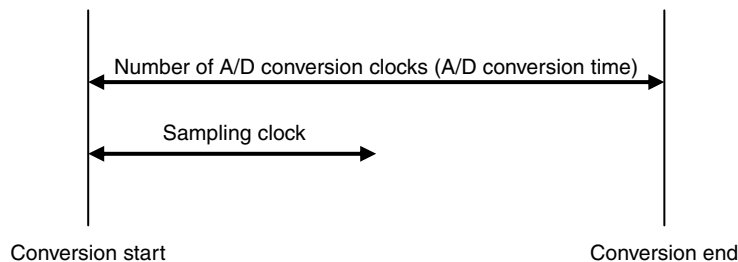 Number of A/D conversion clocks (A/D conversion time)
Sampling clock
Conversion start
Conversion end